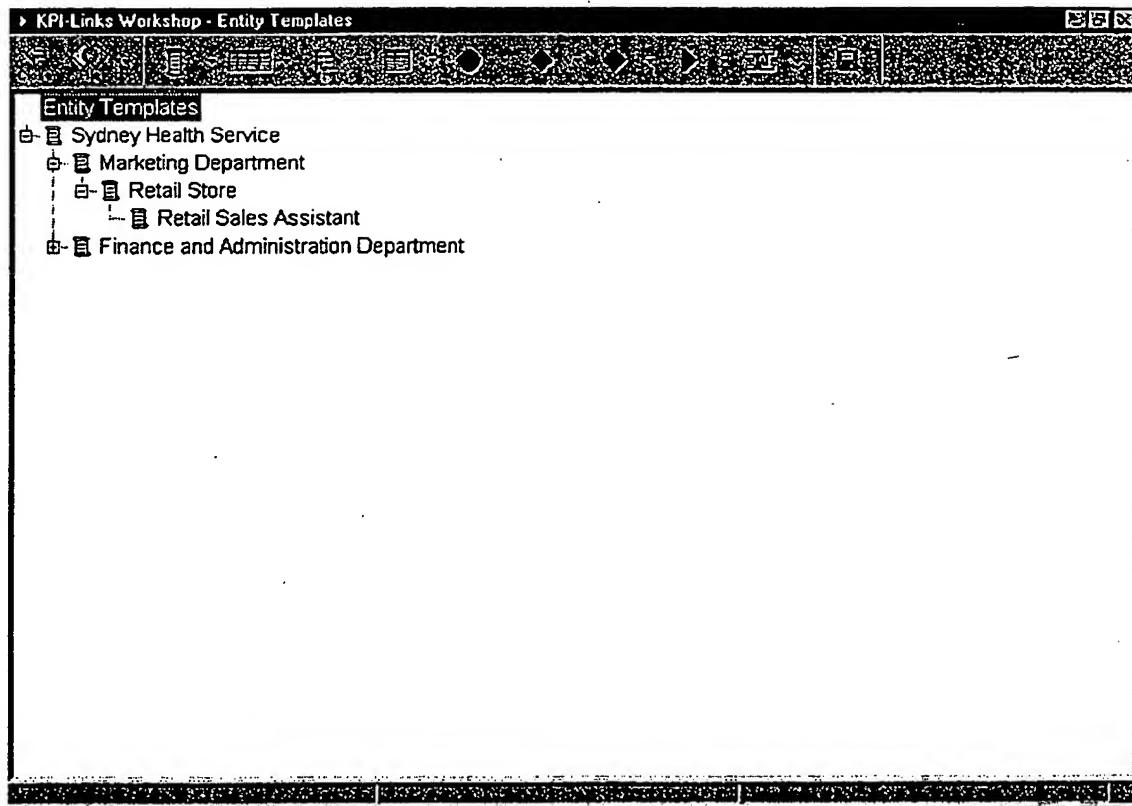 KPI-Links Workshop - Entity Templates
Entity Templates
Sydney Health Service
Marketing Department
Retail Store
Retail Sales Assistant
Finance and Administration Department